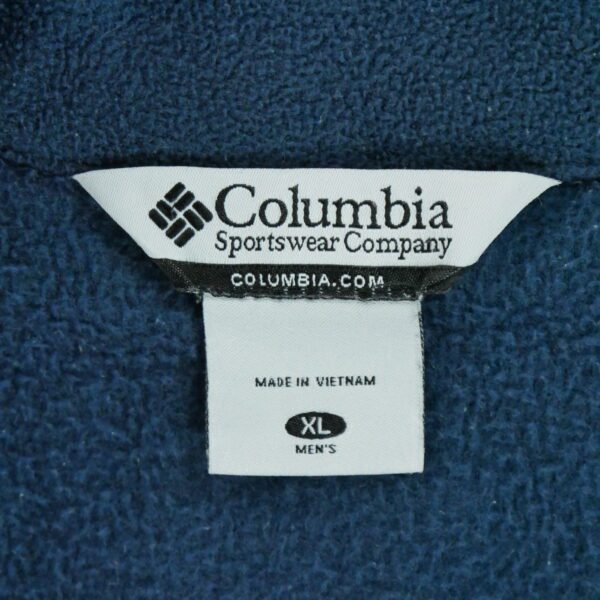 Columbia
Sportswear Company
COLUMBIA.COM
MADE IN VIETNAM
XL
MEN'S